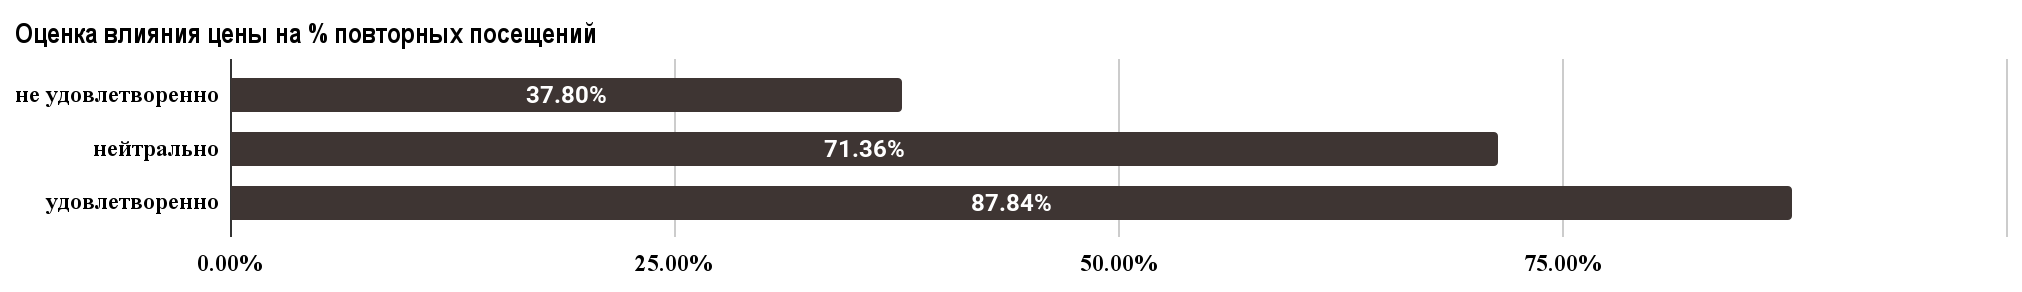 Оценка влияния цены на % повторных посещений
не удовлетворенно
37.80%
нейтрально
71.36%
удовлетворенно
87.84%
0.00% 25.00% 50.00% 75.00%